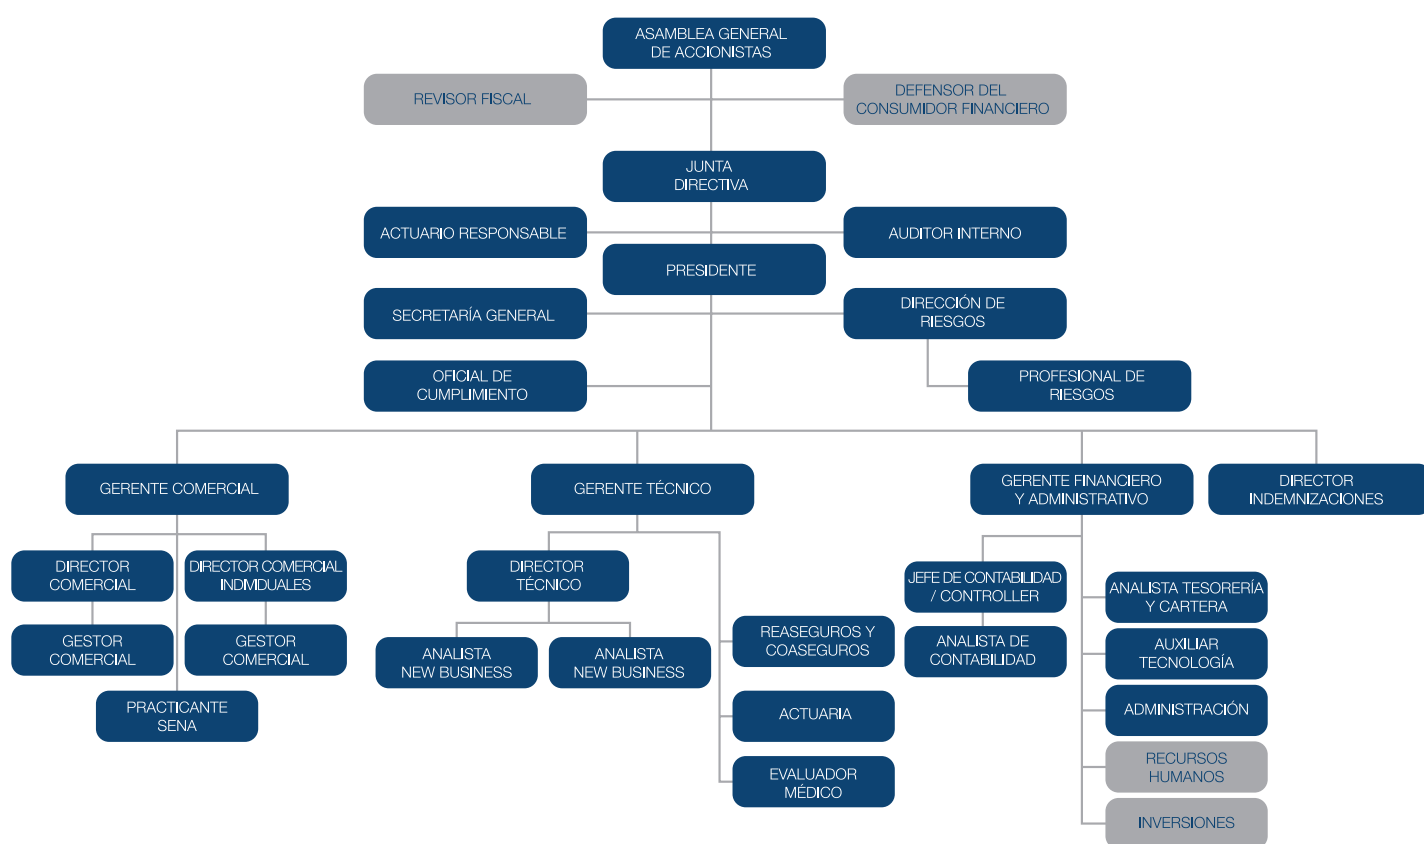 ASAMBLEA GENERAL
DE ACCIONISTAS
REVISOR FISCAL
DEFENSOR DEL
CONSUMIDOR FINANCIERO
JUNTA
DIRECTIVA
ACTUARIO RESPONSABLE
AUDITOR INTERNO
PRESIDENTE
SECRETARÍA GENERAL
DIRECCIÓN DE
RIESGOS
OFICIAL DE
CUMPLIMIENTO
PROFESIONAL DE
RIESGOS
GERENTE COMERCIAL
GERENTE TÉCNICO
GERENTE FINANCIERO
Y ADMINISTRATIVO
DIRECTOR
INDEMNIZACIONES
DIRECTOR
COMERCIAL
DIRECTOR COMERCIAL
INDIVIDUALES
GESTOR
COMERCIAL
GESTOR
COMERCIAL
PRACTICANTE
SENA
DIRECTOR
TÉCNICO
ANALISTA
NEW BUSINESS
ANALISTA
NEW BUSINESS
REASEGUROS Y
COASEGUROS
ACTUARIA
EVALUADOR
MÉDICO
JEFE DE CONTABILIDAD
/ CONTROLLER
ANALISTA DE
CONTABILIDAD
ANALISTA TESORERÍA
Y CARTERA
AUXILIAR
TECNOLOGÍA
ADMINISTRACIÓN
RECURSOS
HUMANOS
INVERSIONES